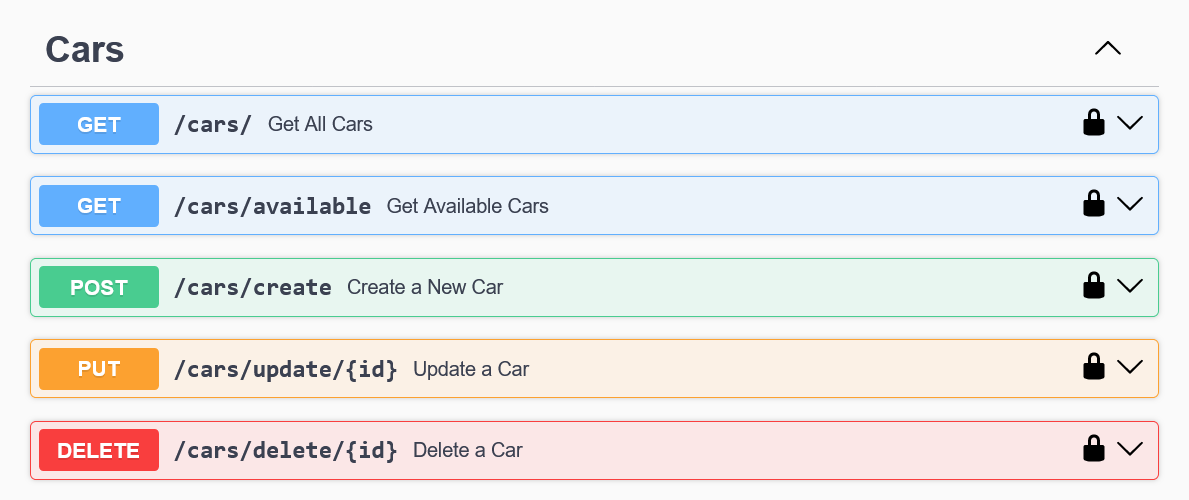 Cars
GET /cars/ Get All Cars
GET /cars/available Get Available Cars
POST /cars/create Create a New Car
PUT /cars/update/{id} Update a Car
DELETE /cars/delete/{id} Delete a Car